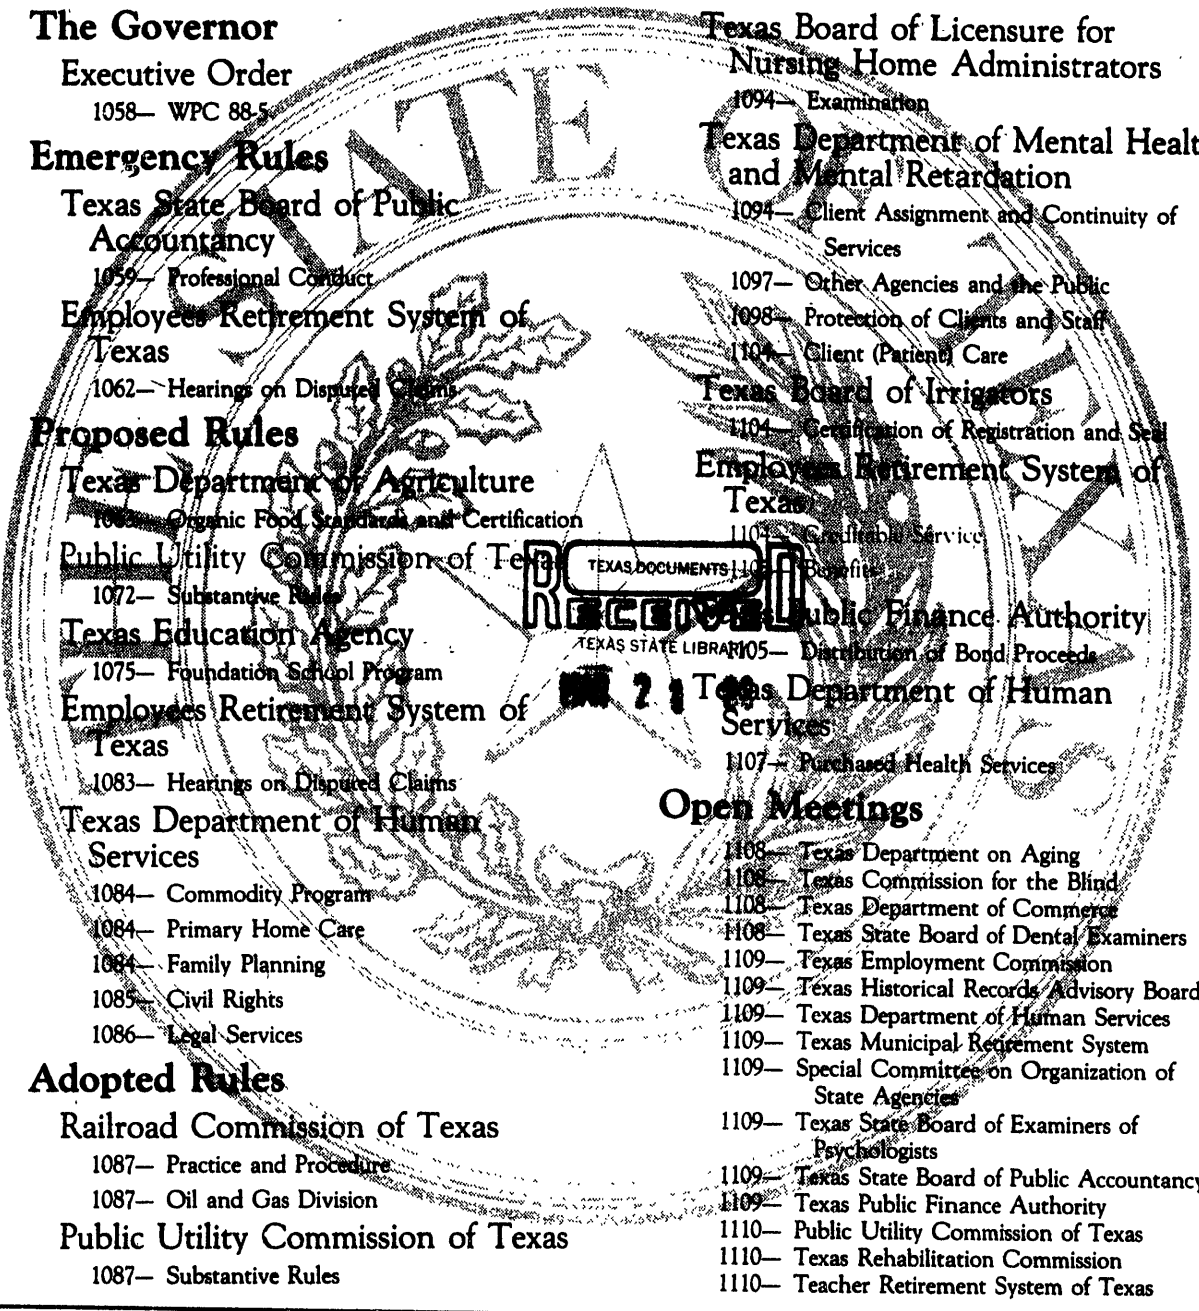 The Governor
Executive Order
1058— WPC 88-5
Emergency Rules
Texas State Board of Public
Accountancy
1059— Professional Conduct
Employees Retirement System of
Texas
1062— Hearings on Disputed Claims
Proposed Rules
Texas Department of Agriculture
1063— Organic Food Standards and Certification
Public Utility Commission of Texas
1072— Substantive Rules
Texas Education Agency
1075— Foundation School Program
Employees Retirement System of
Texas
1083— Hearings on Disputed Claims
Texas Department of Human
Services
1084— Commodity Program
1084— Primary Home Care
1084— Family Planning
1085— Civil Rights
1086— Legal Services
Adopted Rules
Railroad Commission of Texas
1087— Practice and Procedure
1087— Oil and Gas Division
Public Utility Commission of Texas
1087— Substantive Rules
Texas Board of Licensure for
Nursing Home Administrators
1094— Examination
Texas Department of Mental Healt
and Mental Retardation
1094— Client Assignment and Continuity of
Services
1097— Other Agencies and the Public
1098— Protection of Clients and Staff
1104— Client (Patient) Care
Texas Board of Irrigators
1104— Certification of Registration and Seal
Employees Retirement System of
Texas
1104— Creditable Service
Benefits
Public Finance Authority
1105— Distribution of Bond Proceeds
Texas Department of Human
Services
1107— Purchased Health Services
Open Meetings
1108— Texas Department on Aging
1108— Texas Commission for the Blind
1108— Texas Department of Commerce
1108— Texas State Board of Dental Examiners
1109— Texas Employment Commission
1109— Texas Historical Records Advisory Board
1109— Texas Department of Human Services
1109— Texas Municipal Retirement System
1109— Special Committee on Organization of
State Agencies
1109— Texas State Board of Examiners of
Psychologists
1109— Texas State Board of Public Accountancy
1109— Texas Public Finance Authority
1110— Public Utility Commission of Texas
1110— Texas Rehabilitation Commission
1110— Teacher Retirement System of Texas
STATE OF TEXAS
TEXAS DOCUMENTS
RECEIVED
TEXAS STATE LIBRARY